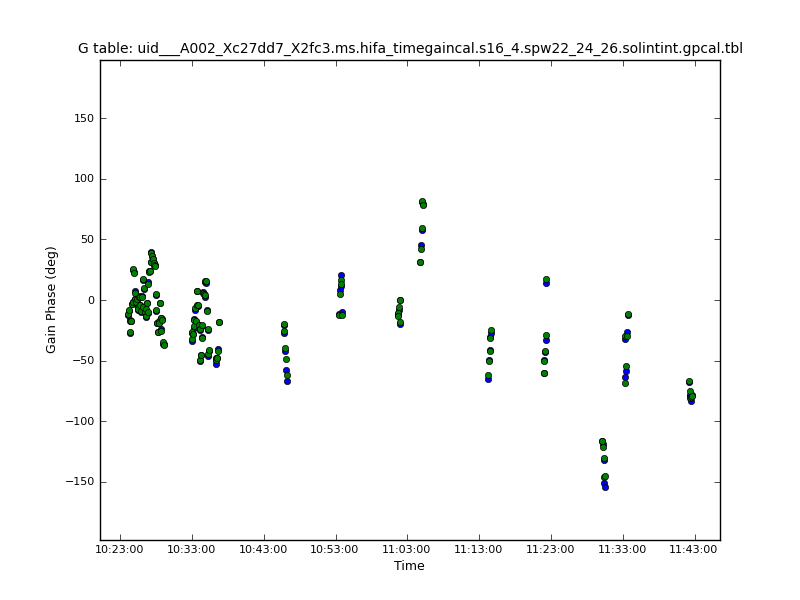 G table: uid___A002_Xc27dd7_X2fc3.ms.hifa_timegaincal.s16_4.spw22_24_26.solintint.gpcal.tbl
150
100
50
0
−50
−100
−150
Gain Phase (deg)
10:23:00 10:33:00 10:43:00 10:53:00 11:03:00 11:13:00 11:23:00 11:33:00 11:43:00
Time